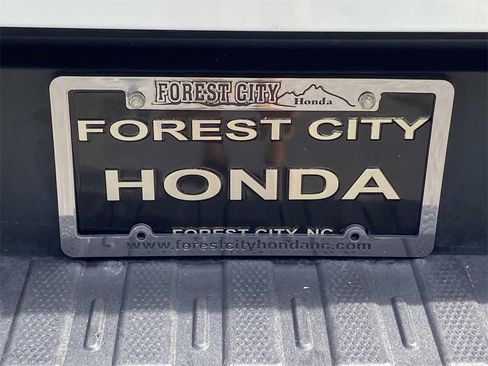 FOREST CITY
Honda
FOREST CITY
HONDA
FOREST CITY, NC
www.forestcityhondanc.com